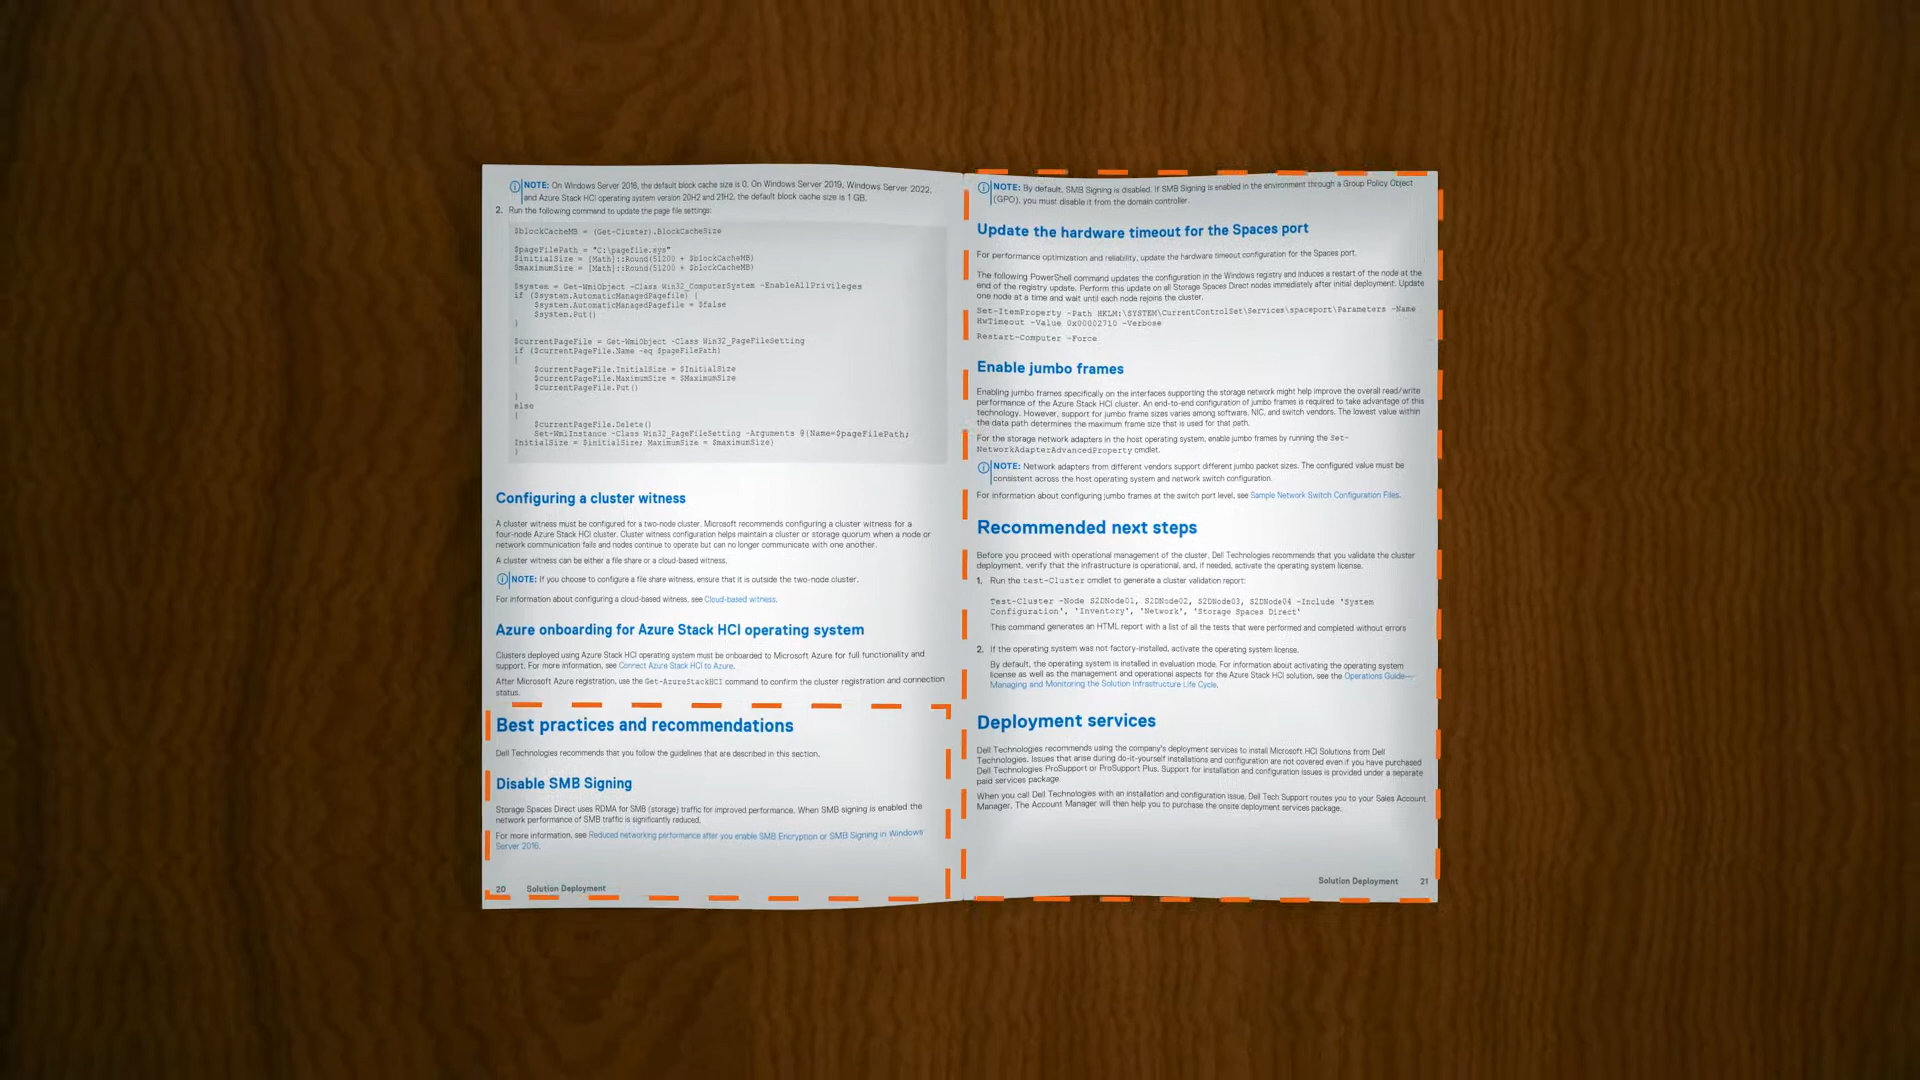 NOTE: On Windows Server 2016, the default block cache size is 0. On Windows Server 2019, Windows Server 2022,
and Azure Stack HCI operating system version 20H2 and 21H2, the default block cache size is 1 GB.
2. Run the following command to update the page file settings:
$blockCacheMB = (Get-Cluster).BlockCacheSize
$pageFilePath = "C:\pagefile.sys"
$initialSize = [Math]::Round(51200 + $blockCacheMB)
$maximumSize = [Math]::Round(51200 + $blockCacheMB)
$system = Get-WmiObject -Class Win32_ComputerSystem -EnableAllPrivileges
if ($system.AutomaticManagedPagefile) {
$system.AutomaticManagedPagefile = $false
$system.Put()
}
$currentPageFile = Get-WmiObject -Class Win32_PageFileSetting
if ($currentPageFile.Name -eq $pageFilePath)
{
$currentPageFile.InitialSize = $InitialSize
$currentPageFile.MaximumSize = $MaximumSize
$currentPageFile.Put()
}
else
{
$currentPageFile.Delete()
Set-WmiInstance -Class Win32_PageFileSetting -Arguments @{Name=$pageFilePath;
InitialSize = $initialSize; MaximumSize = $maximumSize}
}
Configuring a cluster witness
A cluster witness must be configured for a two-node cluster. Microsoft recommends configuring a cluster witness for a
four-node Azure Stack HCI cluster. Cluster witness configuration helps maintain a cluster or storage quorum when a node or
network communication fails and nodes continue to operate but can no longer communicate with one another.
A cluster witness can be either a file share or a cloud-based witness.
NOTE: If you choose to configure a file share witness, ensure that it is outside the two-node cluster.
For information about configuring a cloud-based witness, see Cloud-based witness.
Azure onboarding for Azure Stack HCI operating system
Clusters deployed using Azure Stack HCI operating system must be onboarded to Microsoft Azure for full functionality and
support. For more information, see Connect Azure Stack HCI to Azure.
After Microsoft Azure registration, use the Get-AzureStackHCI command to confirm the cluster registration and connection
status.
Best practices and recommendations
Dell Technologies recommends that you follow the guidelines that are described in this section.
Disable SMB Signing
Storage Spaces Direct uses RDMA for SMB (storage) traffic for improved performance. When SMB signing is enabled the
network performance of SMB traffic is significantly reduced.
For more information, see Reduced networking performance after you enable SMB Encryption or SMB Signing in Windows
Server 2016.
20 Solution Deployment
NOTE: By default, SMB Signing is disabled. If SMB Signing is enabled in the environment through a Group Policy Object
(GPO), you must disable it from the domain controller.
Update the hardware timeout for the Spaces port
For performance optimization and reliability, update the hardware timeout configuration for the Spaces port.
The following PowerShell command updates the configuration in the Windows registry and induces a restart of the node at the
end of the registry update. Perform this update on all Storage Spaces Direct nodes immediately after initial deployment. Update
one node at a time and wait until each node rejoins the cluster.
Set-ItemProperty -Path HKLM:\SYSTEM\CurrentControlSet\Services\spaceport\Parameters -Name
HwTimeout -Value 0x00002710 -Verbose
Restart-Computer -Force
Enable jumbo frames
Enabling jumbo frames specifically on the interfaces supporting the storage network might help improve the overall read/write
performance of the Azure Stack HCI cluster. An end-to-end configuration of jumbo frames is required to take advantage of this
technology. However, support for jumbo frame sizes varies among software, NIC, and switch vendors. The lowest value within
the data path determines the maximum frame size that is used for that path.
For the storage network adapters in the host operating system, enable jumbo frames by running the Set-
NetworkAdapterAdvancedProperty cmdlet.
NOTE: Network adapters from different vendors support different jumbo packet sizes. The configured value must be
consistent across the host operating system and network switch configuration.
For information about configuring jumbo frames at the switch port level, see Sample Network Switch Configuration Files.
Recommended next steps
Before you proceed with operational management of the cluster, Dell Technologies recommends that you validate the cluster
deployment, verify that the infrastructure is operational, and, if needed, activate the operating system license.
1. Run the test-Cluster cmdlet to generate a cluster validation report:
Test-Cluster -Node S2DNode01, S2DNode02, S2DNode03, S2DNode04 -Include 'System
Configuration', 'Inventory', 'Network', 'Storage Spaces Direct'
This command generates an HTML report with a list of all the tests that were performed and completed without errors
2. If the operating system was not factory-installed, activate the operating system license.
By default, the operating system is installed in evaluation mode. For information about activating the operating system
license as well as the management and operational aspects for the Azure Stack HCI solution, see the Operations Guide—
Managing and Monitoring the Solution Infrastructure Life Cycle.
Deployment services
Dell Technologies recommends using the company's deployment services to install Microsoft HCI Solutions from Dell
Technologies. Issues that arise during do-it-yourself installations and configuration are not covered even if you have purchased
Dell Technologies ProSupport or ProSupport Plus. Support for installation and configuration issues is provided under a separate
paid services package.
When you call Dell Technologies with an installation and configuration issue, Dell Tech Support routes you to your Sales Account
Manager. The Account Manager will then help you to purchase the onsite deployment services package.
Solution Deployment 21